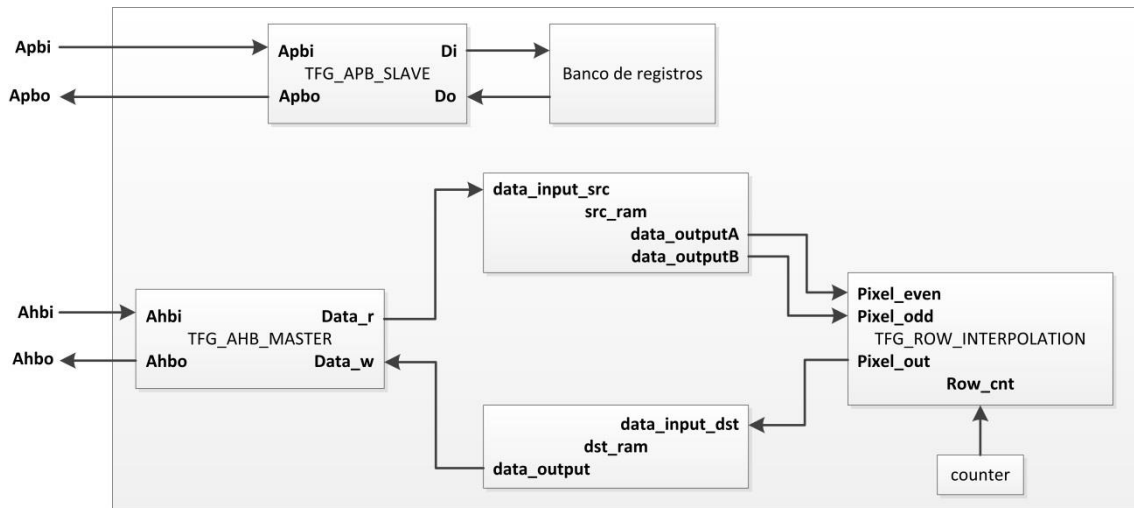 Apbi
Apbi Di
TFG_APB_SLAVE
Banco de registros
Apbo
Apbo Do
data_input_src
src_ram
data_outputA
data_outputB
Ahbi
Ahbi Data_r
TFG_AHB_MASTER
Ahbo
Ahbo Data_w
Pixel_even
Pixel_odd
TFG_ROW_INTERPOLATION
Pixel_out
Row_cnt
data_input_dst
dst_ram
data_output
counter